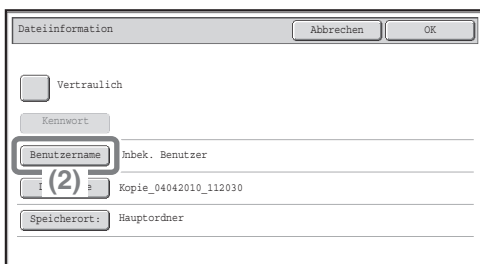 Dateiinformation Abbrechen OK
Vertraulich
Kennwort
Benutzername Unbek. Benutzer
(2) Kopie_04042010_112030
Speicherort: Hauptordner